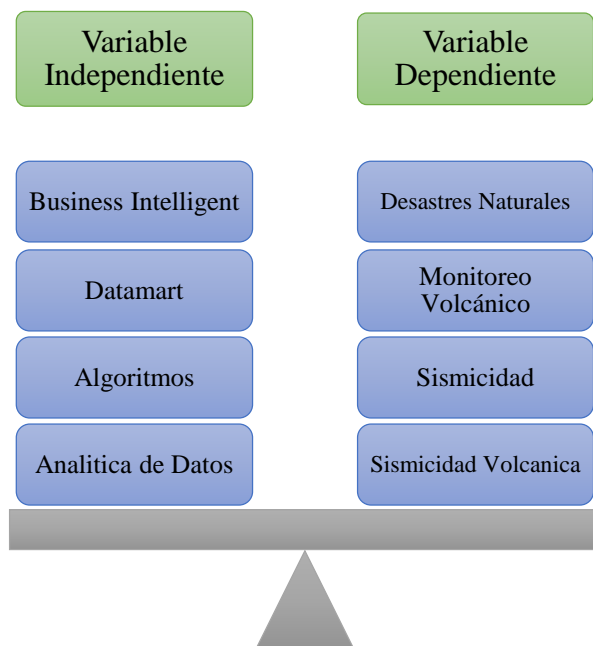 Variable
Independiente
Business Intelligent
Datamart
Algoritmos
Analitica de Datos
Variable
Dependiente
Desastres Naturales
Monitoreo
Volcánico
Sismicidad
Sismicidad Volcanica